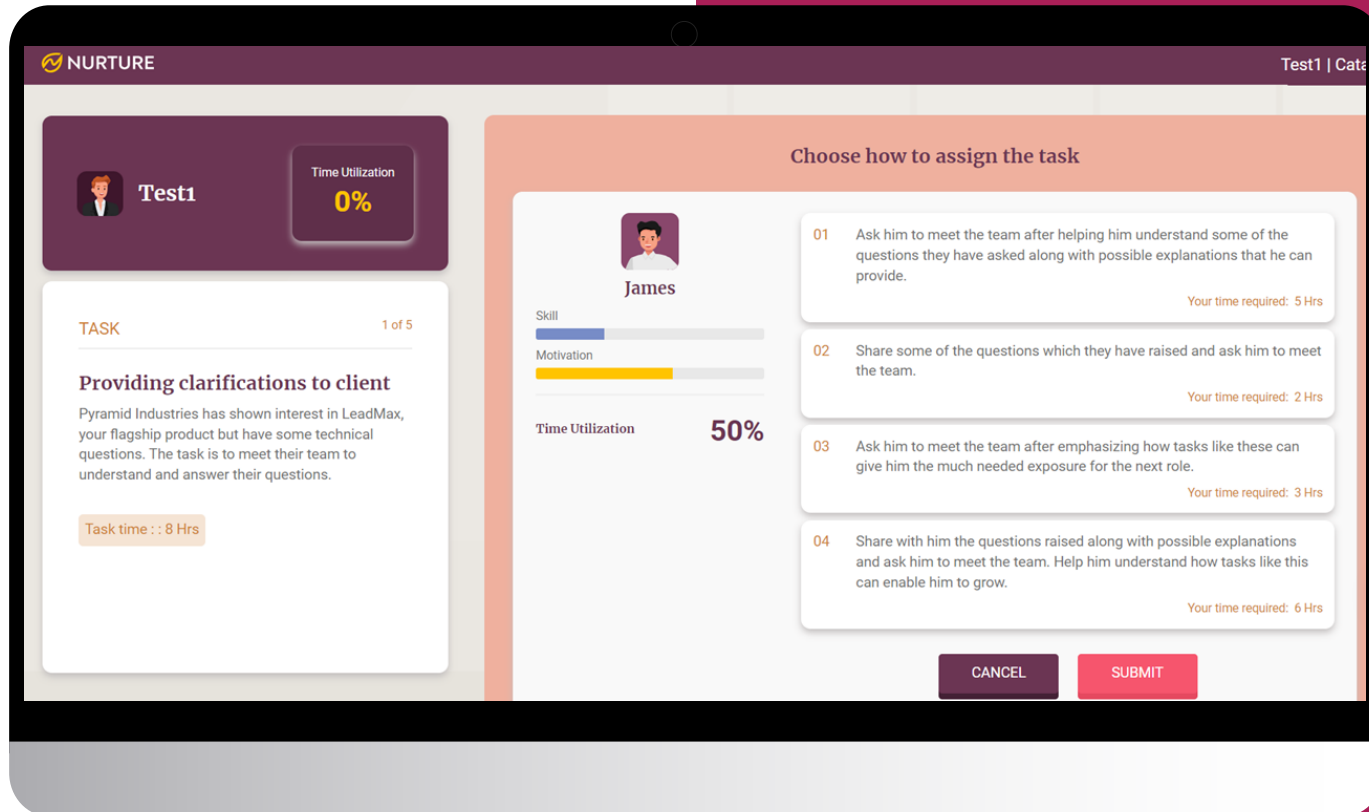 NURTURE
Test1 | Cata
Test1
Time Utilization
0%
TASK
1 of 5
Providing clarifications to client
Pyramid Industries has shown interest in LeadMax,
your flagship product but have some technical
questions. The task is to meet their team to
understand and answer their questions.
Task time : : 8 Hrs
Choose how to assign the task
James
Skill
Motivation
Time Utilization
50%
01
Ask him to meet the team after helping him understand some of the
questions they have asked along with possible explanations that he can
provide.
Your time required: 5 Hrs
02
Share some of the questions which they have raised and ask him to meet
the team.
Your time required: 2 Hrs
03
Ask him to meet the team after emphasizing how tasks like these can
give him the much needed exposure for the next role.
Your time required: 3 Hrs
04
Share with him the questions raised along with possible explanations
and ask him to meet the team. Help him understand how tasks like this
can enable him to grow.
Your time required: 6 Hrs
CANCEL
SUBMIT